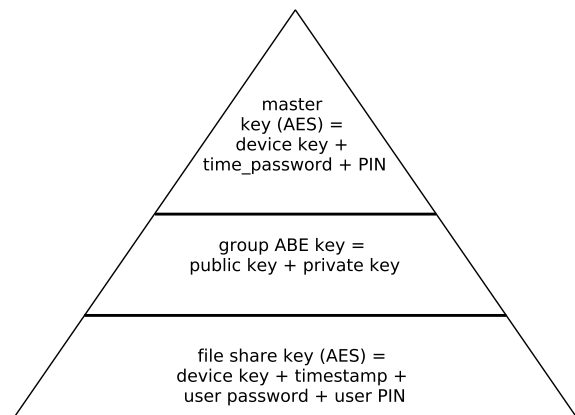 master
key (AES) =
device key +
time_password + PIN
group ABE key =
public key + private key
file share key (AES) =
device key + timestamp +
user password + user PIN